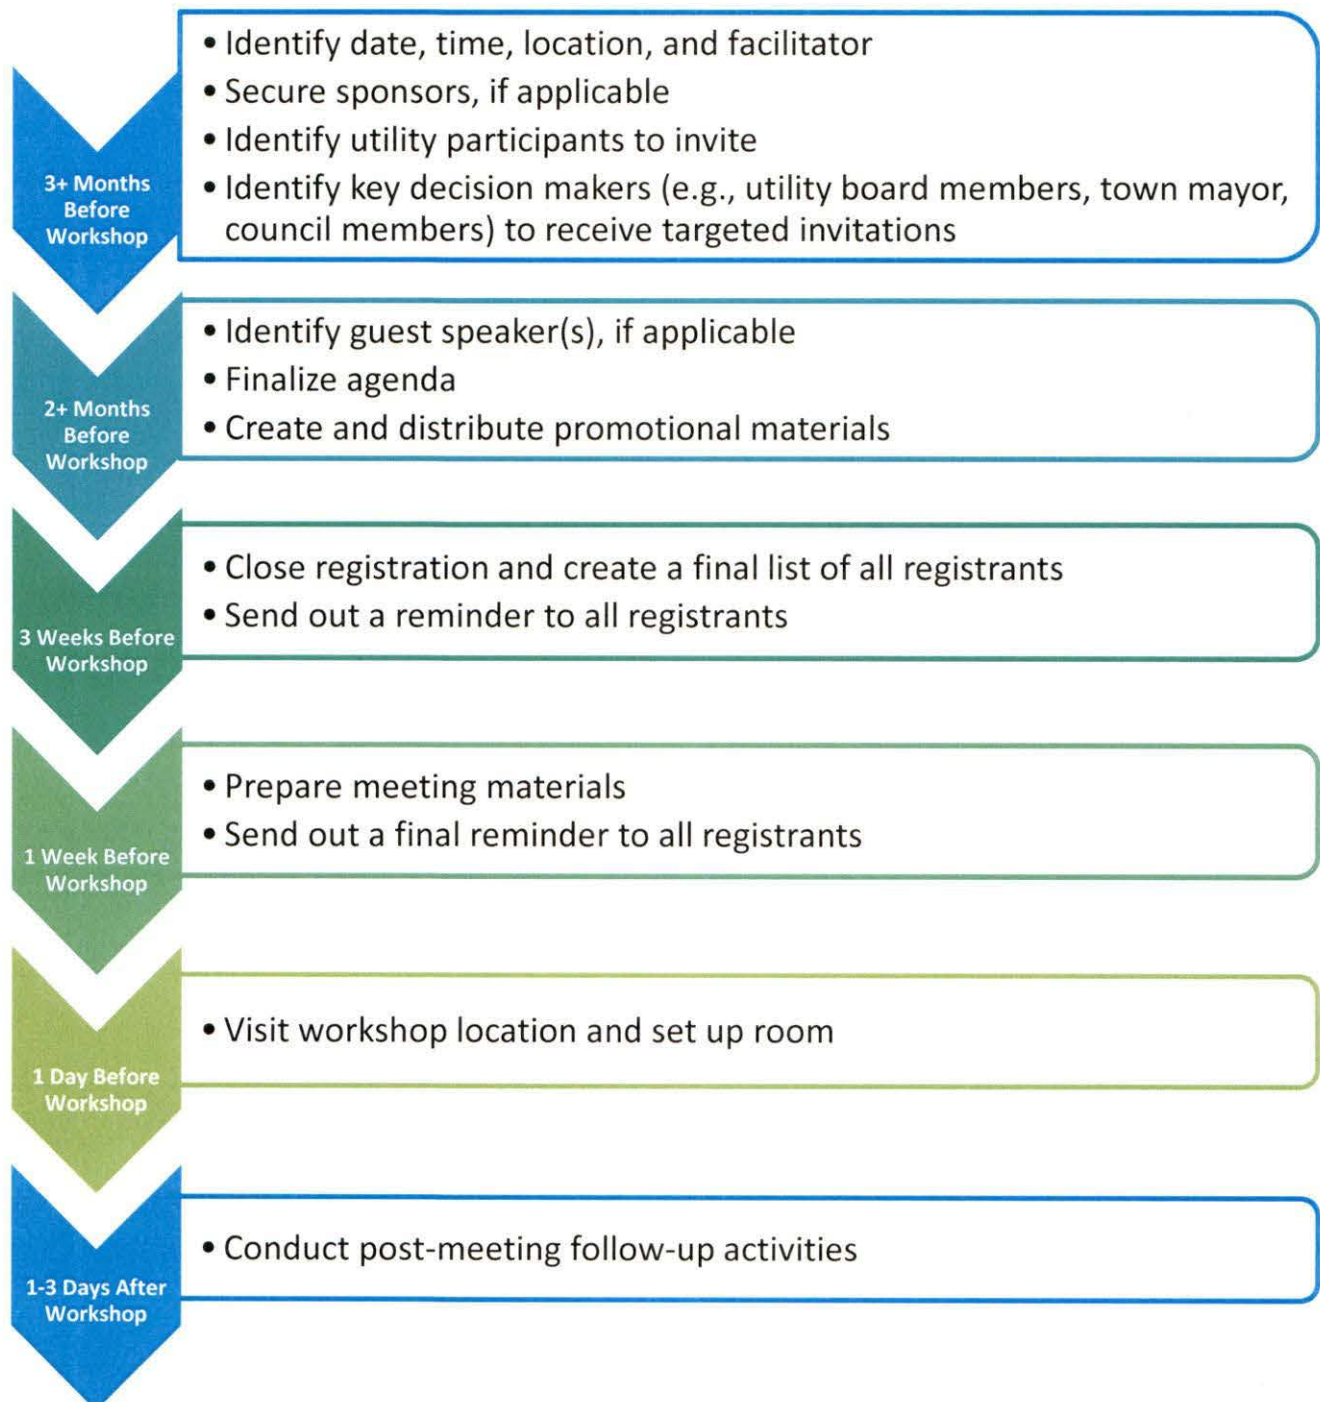 3+ Months
Before
Workshop
• Identify date, time, location, and facilitator
• Secure sponsors, if applicable
• Identify utility participants to invite
• Identify key decision makers (e.g., utility board members, town mayor,
council members) to receive targeted invitations
2+ Months
Before
Workshop
• Identify guest speaker(s), if applicable
• Finalize agenda
• Create and distribute promotional materials
3 Weeks Before
Workshop
• Close registration and create a final list of all registrants
• Send out a reminder to all registrants
1 Week Before
Workshop
• Prepare meeting materials
• Send out a final reminder to all registrants
1 Day Before
Workshop
• Visit workshop location and set up room
1-3 Days After
Workshop
• Conduct post-meeting follow-up activities